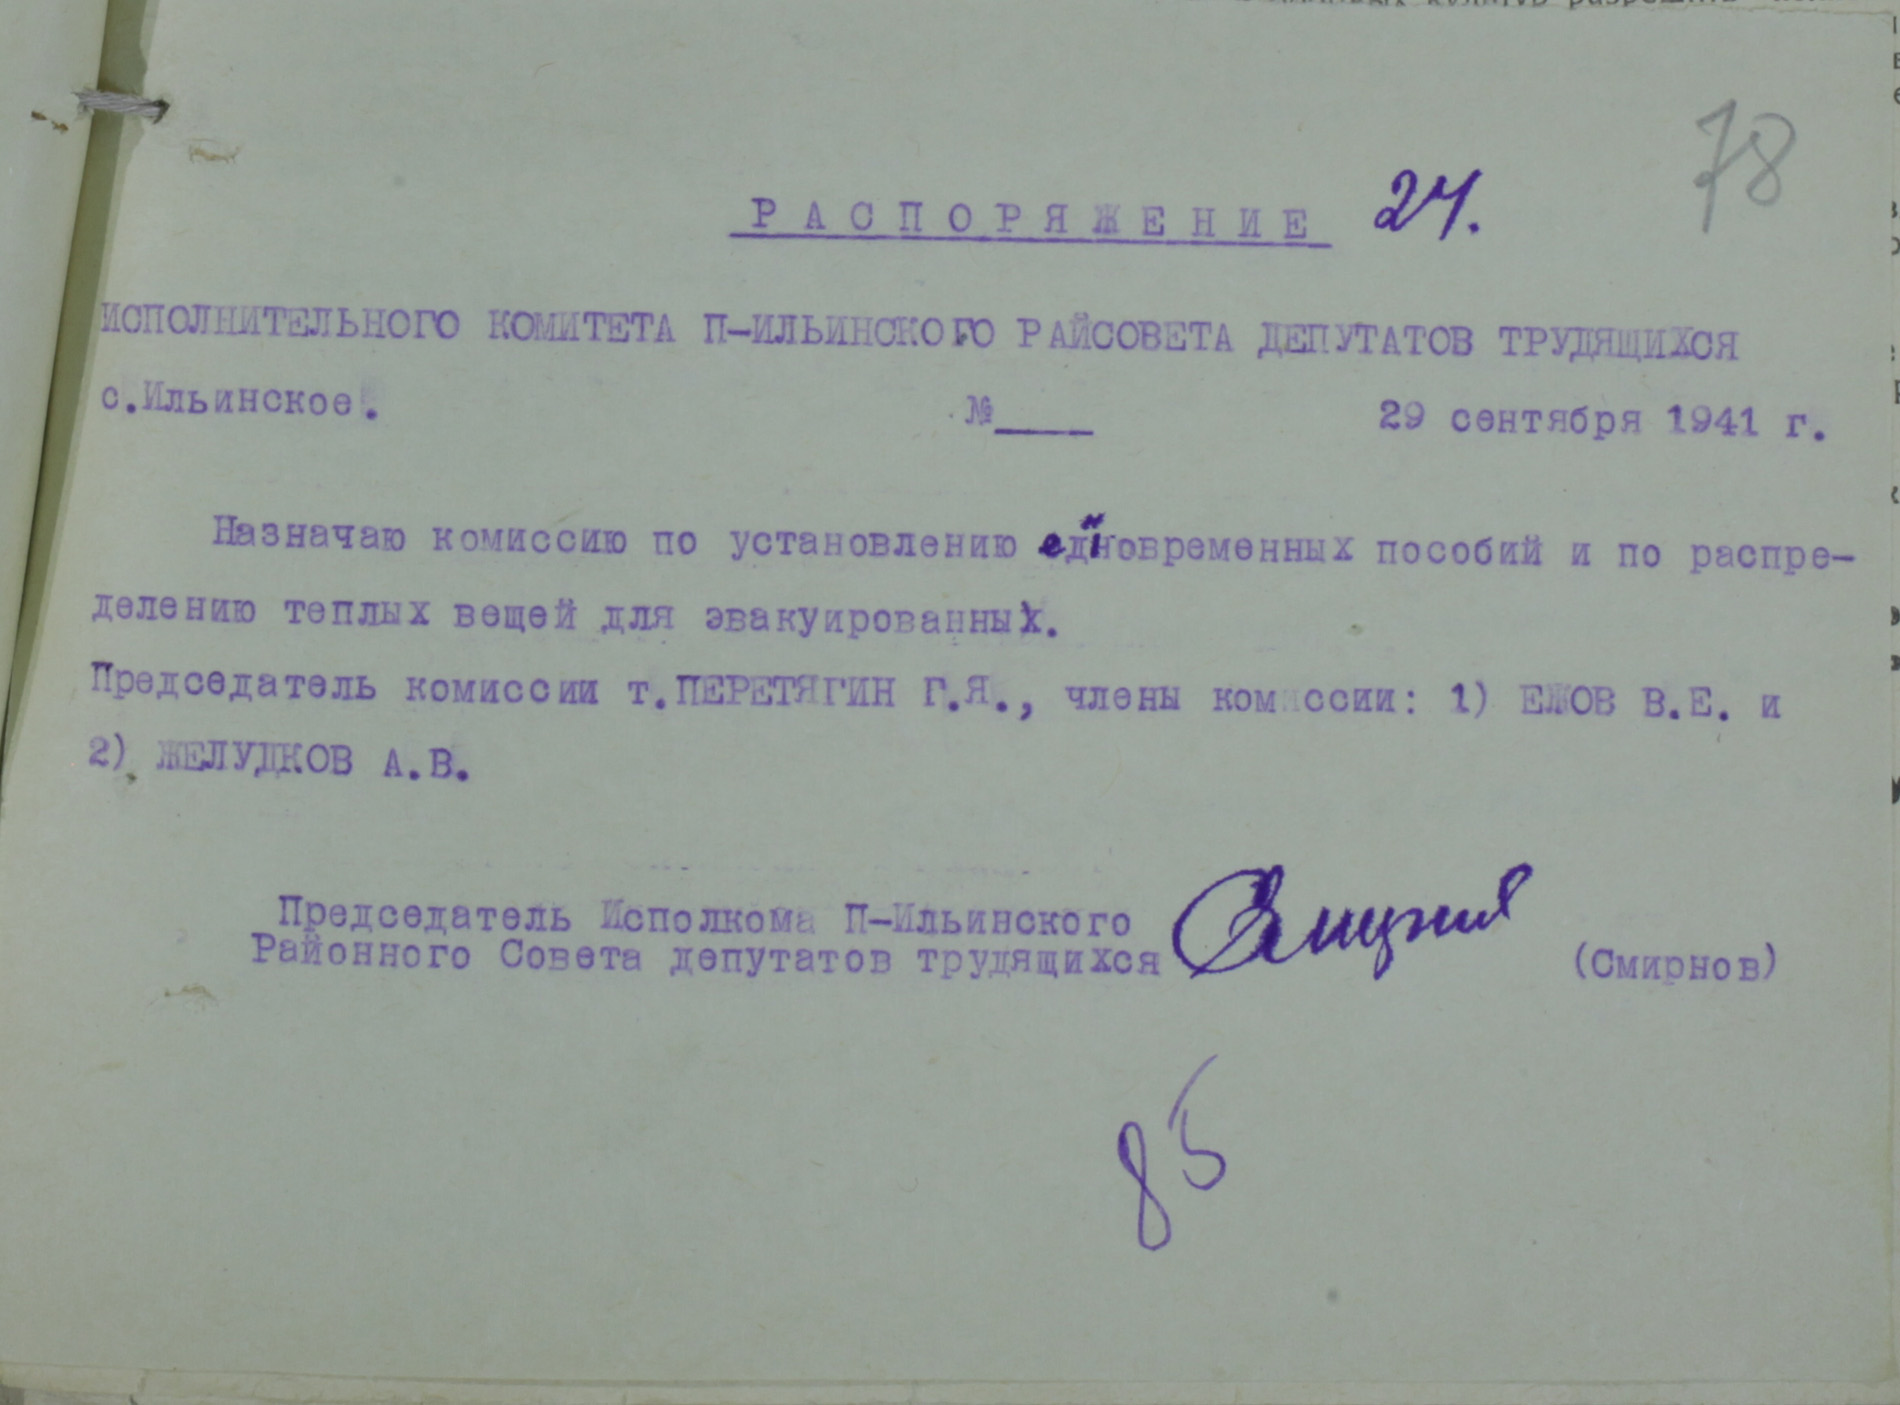 78
РАСПОРЯЖЕНИЕ 24.
ИСПОЛНИТЕЛЬНОГО КОМИТЕТА П-ИЛЬИНСКОГО РАЙСОВЕТА ДЕПУТАТОВ ТРУДЯЩИХСЯ
с.Ильинское. №____ 29 сентября 1941 г.
Назначаю комиссию по установлению единовременных пособий и по распре-
делению теплых вещей для эвакуированных.
Председатель комиссии т.ПЕРЕТЯГИН Г.Я., члены комиссии: 1) ЕЖОВ В.Е. и
2) ЖЕЛУДКОВ А.В.
Председатель Исполкома П-Ильинского
Районного Совета депутатов трудящихся (Смирнов)
85